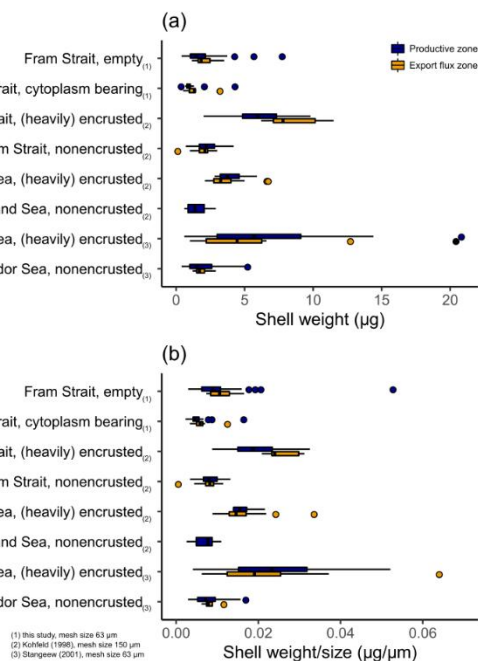 (a)
Productive zone
Export flux zone
Fram Strait, empty(1)
rait, cytoplasm bearing(1)
ait, (heavily) encrusted(2)
m Strait, nonencrusted(2)
ea, (heavily) encrusted(2)
and Sea, nonencrusted(2)
ea, (heavily) encrusted(3)
dor Sea, nonencrusted(3)
0 5 10 15 20
Shell weight (µg)
(b)
Fram Strait, empty(1)
rait, cytoplasm bearing(1)
ait, (heavily) encrusted(2)
m Strait, nonencrusted(2)
ea, (heavily) encrusted(2)
and Sea, nonencrusted(2)
ea, (heavily) encrusted(3)
dor Sea, nonencrusted(3)
0.00 0.02 0.04 0.06
Shell weight/size (µg/µm)
(1) this study, mesh size 63 µm
(2) Kohfeld (1998), mesh size 150 µm
(3) Stangeew (2001), mesh size 63 µm